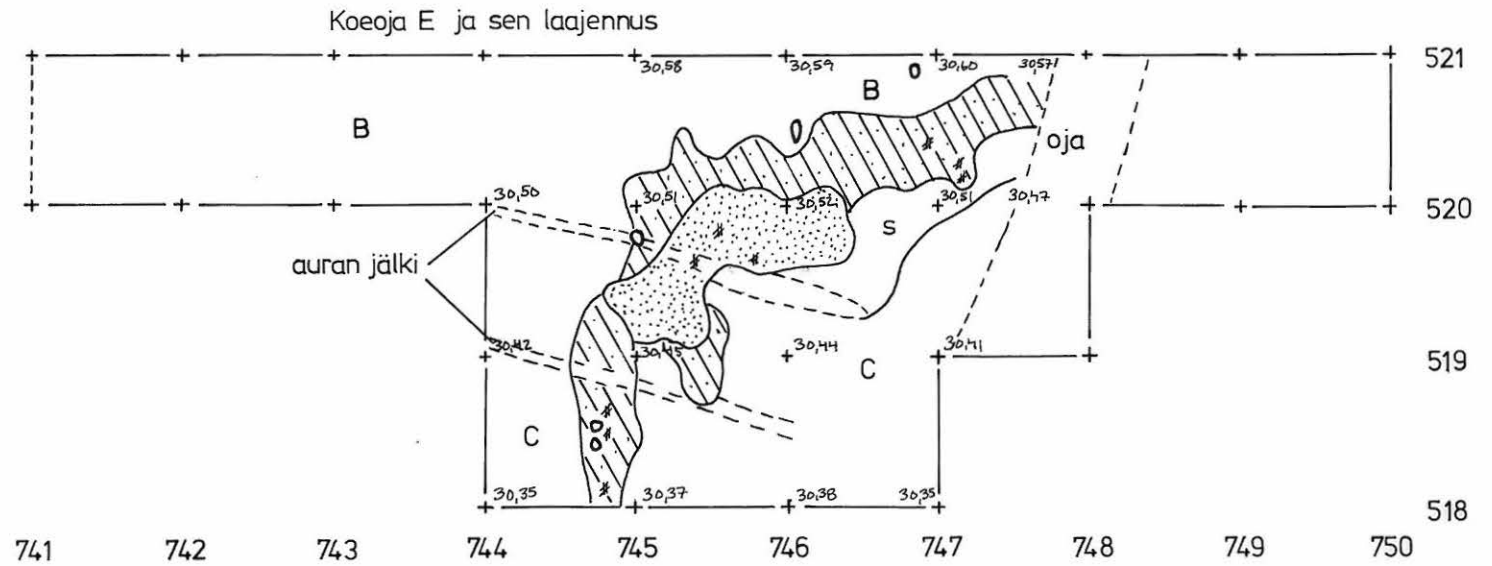 Koeoja E ja sen laajennus
521
30,58 30,59 30,60 30,57
B
B
oja
30,50 30,51 30,52 30,51 30,47
520
A
s
auran jälki
30,42 30,45 30,44 30,41
519
C
C
30,35 30,37 30,38 30,35
518
741 742 743 744 745 746 747 748 749 750